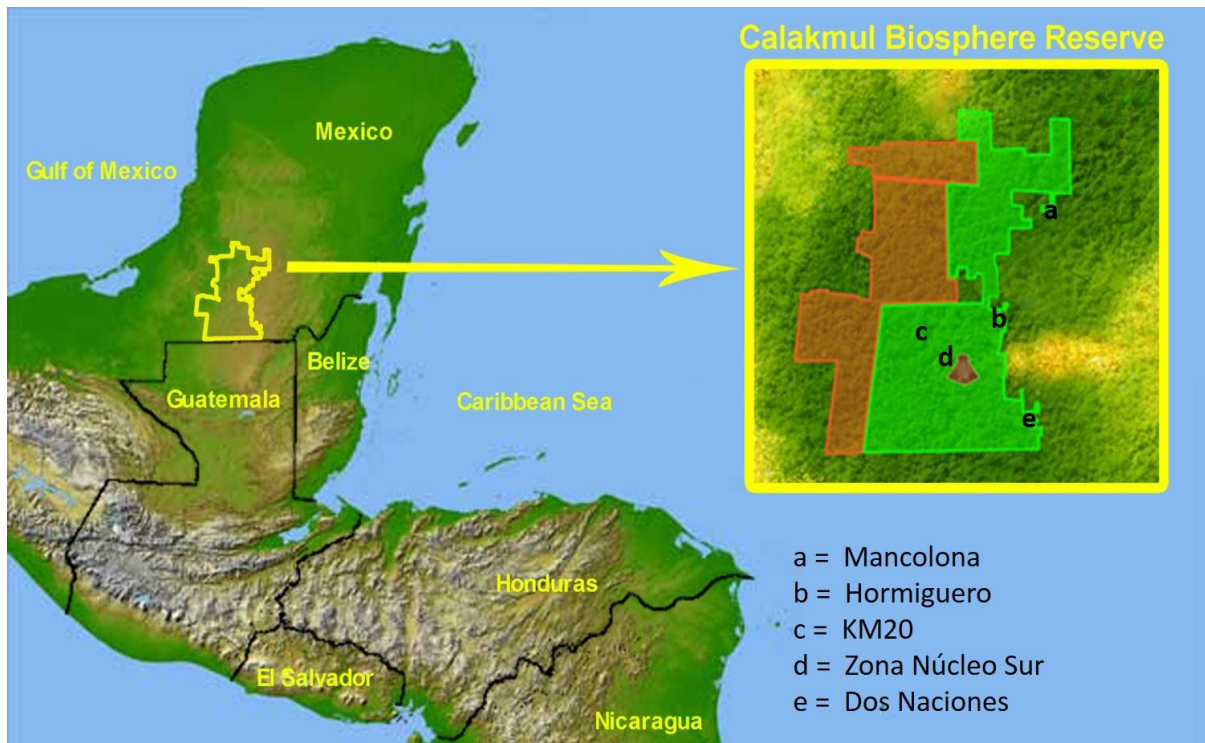 Calakmul Biosphere Reserve
Mexico
Gulf of Mexico
a
b
c
d
Belize
Guatemala
Caribbean Sea
e
a = Mancolona
Honduras
b = Hormiguero
c = KM20
El Salvador
d = Zona Núcleo Sur
e = Dos Naciones
Nicaragua